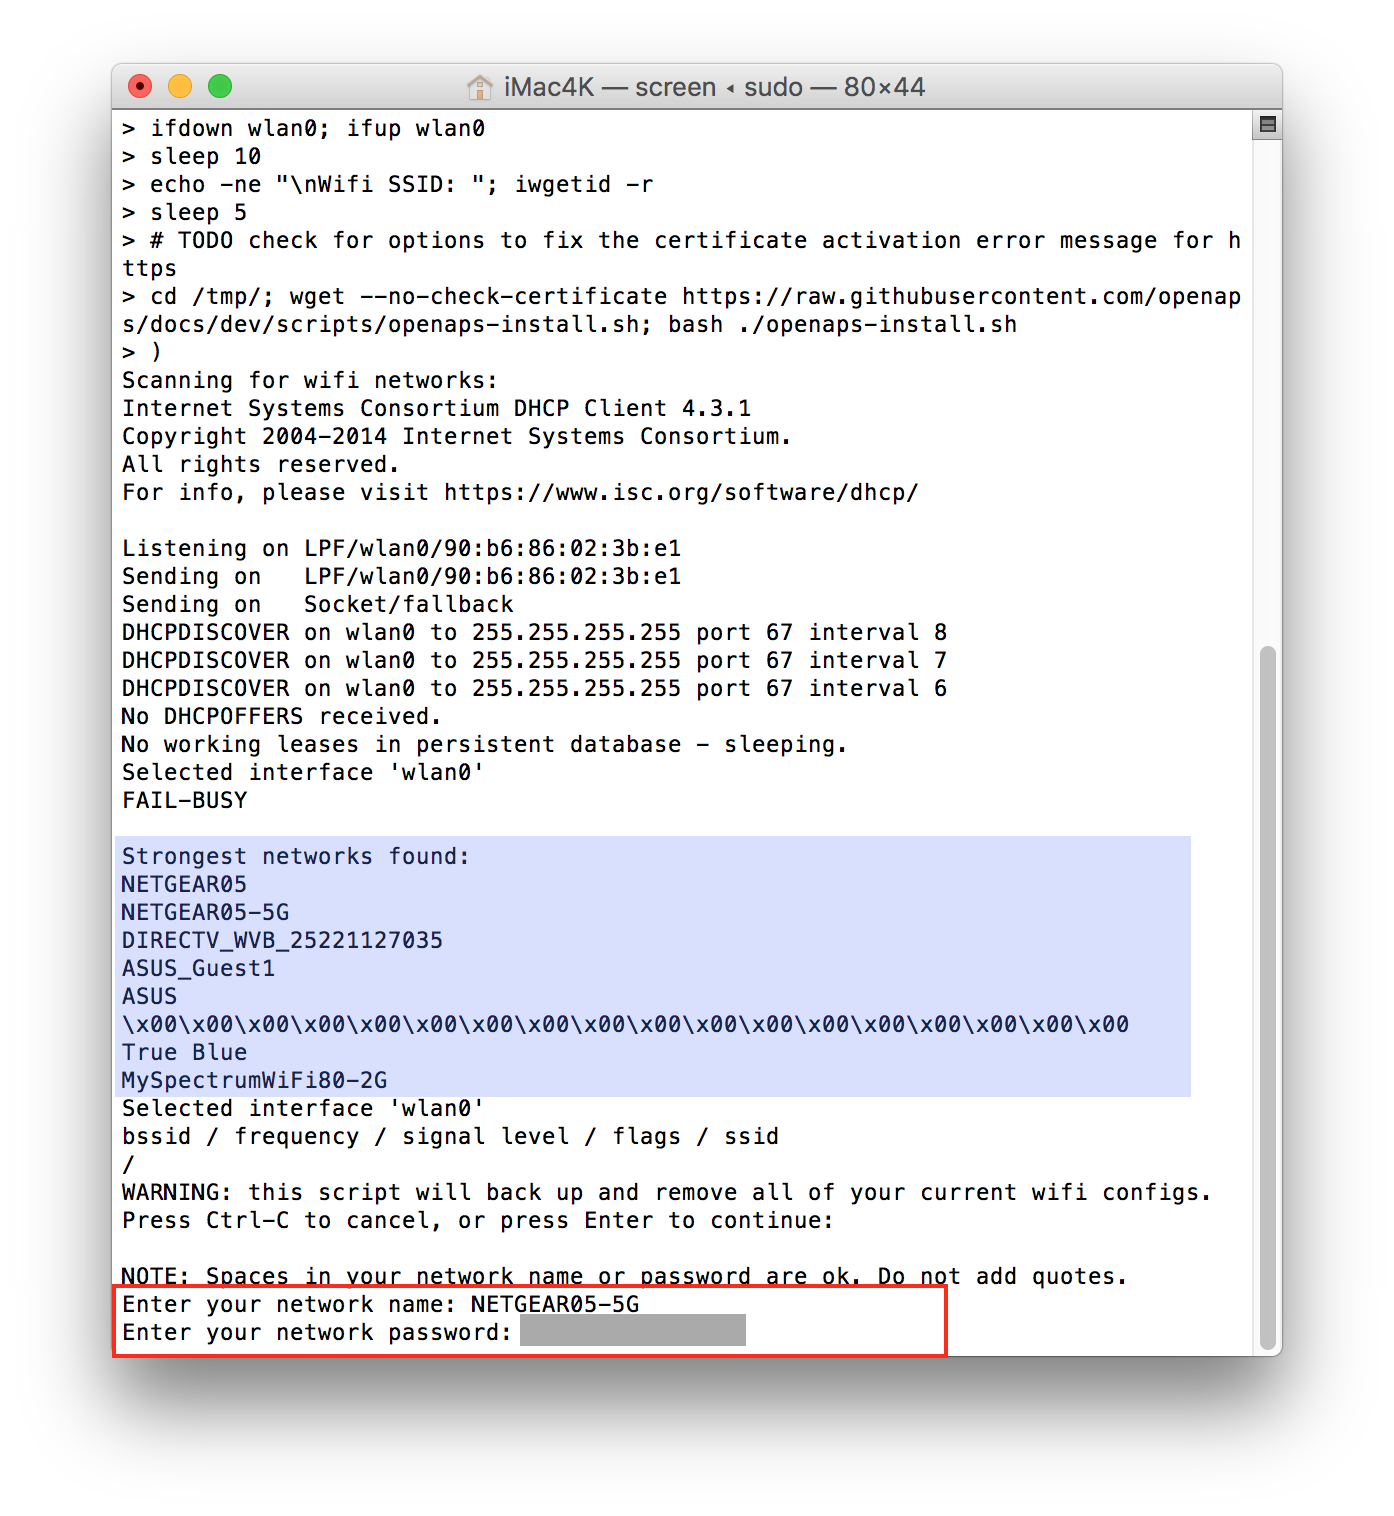 iMac4K — screen ◂ sudo — 80×44
> ifdown wlan0; ifup wlan0
> sleep 10
> echo -ne "\nWifi SSID: "; iwgetid -r
> sleep 5
> # TODO check for options to fix the certificate activation error message for h
ttps
> cd /tmp/; wget --no-check-certificate https://raw.githubusercontent.com/openap
s/docs/dev/scripts/openaps-install.sh; bash ./openaps-install.sh
> )
Scanning for wifi networks:
Internet Systems Consortium DHCP Client 4.3.1
Copyright 2004-2014 Internet Systems Consortium.
All rights reserved.
For info, please visit https://www.isc.org/software/dhcp/

Listening on LPF/wlan0/90:b6:86:02:3b:e1
Sending on   LPF/wlan0/90:b6:86:02:3b:e1
Sending on   Socket/fallback
DHCPDISCOVER on wlan0 to 255.255.255.255 port 67 interval 8
DHCPDISCOVER on wlan0 to 255.255.255.255 port 67 interval 7
DHCPDISCOVER on wlan0 to 255.255.255.255 port 67 interval 6
No DHCPOFFERS received.
No working leases in persistent database - sleeping.
Selected interface 'wlan0'
FAIL-BUSY

Strongest networks found:
NETGEAR05
NETGEAR05-5G
DIRECTV_WVB_25221127035
ASUS_Guest1
ASUS
\x00\x00\x00\x00\x00\x00\x00\x00\x00\x00\x00\x00\x00\x00\x00\x00\x00\x00
True Blue
MySpectrumWiFi80-2G
Selected interface 'wlan0'
bssid / frequency / signal level / flags / ssid
/
WARNING: this script will back up and remove all of your current wifi configs.
Press Ctrl-C to cancel, or press Enter to continue:

NOTE: Spaces in your network name or password are ok. Do not add quotes.
Enter your network name: NETGEAR05-5G
Enter your network password: